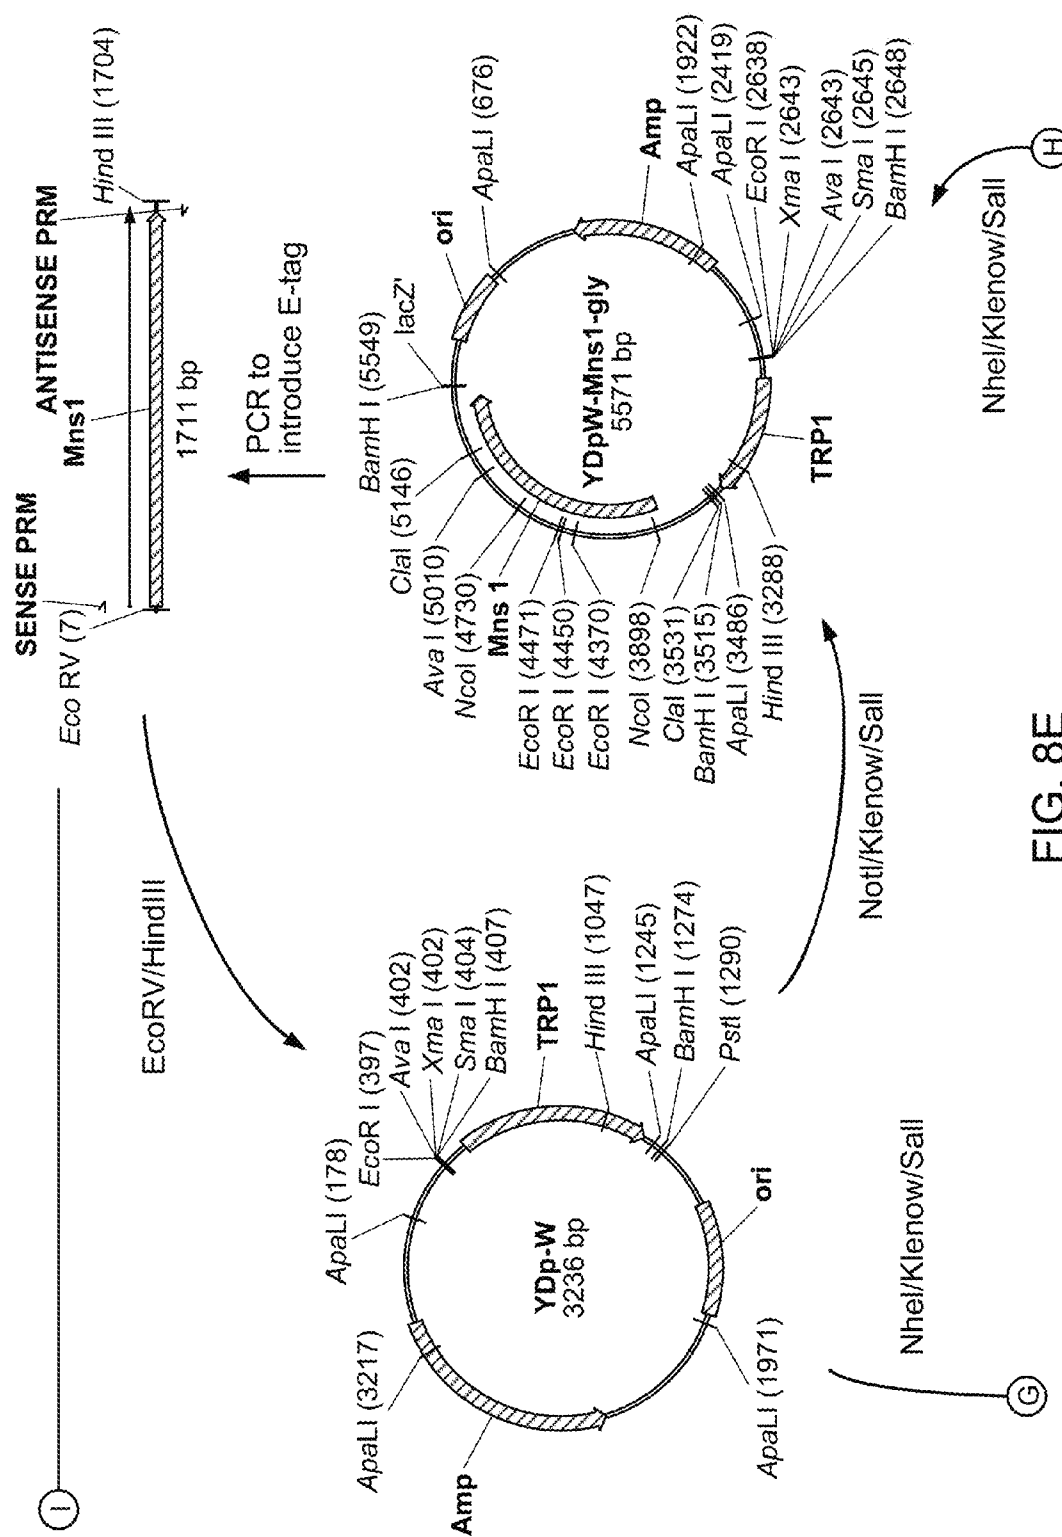 I
SENSE PRM
Eco RV (7)
ANTISENSE PRM
Mns1
Hind III (1704)
1711 bp
PCR to
introduce E-tag
EcoRV/HindIII
ApaLI (3217)
ApaLI (178)
EcoR I (397)
Ava I (402)
Xma I (402)
Sma I (404)
BamH I (407)
TRP1
Hind III (1047)
ApaLI (1245)
BamH I (1274)
PstI (1290)
Amp
YDp-W
3236 bp
ori
ApaLI (1971)
BamH I (5549)
lacZ'
ori
ApaLI (676)
ClaI (5146)
Ava I (5010)
NcoI (4730)
Mns 1
EcoR I (4471)
EcoR I (4450)
EcoR I (4370)
NcoI (3898)
ClaI (3531)
BamH I (3515)
ApaLI (3486)
Hind III (3288)
YDpW-Mns1-gly
5571 bp
Amp
ApaLI (1922)
ApaLI (2419)
EcoR I (2638)
Xma I (2643)
Ava I (2643)
Sma I (2645)
BamH I (2648)
TRP1
NotI/Klenow/SalI
NheI/Klenow/SalI
G
NheI/Klenow/SalI
H
FIG. 8E